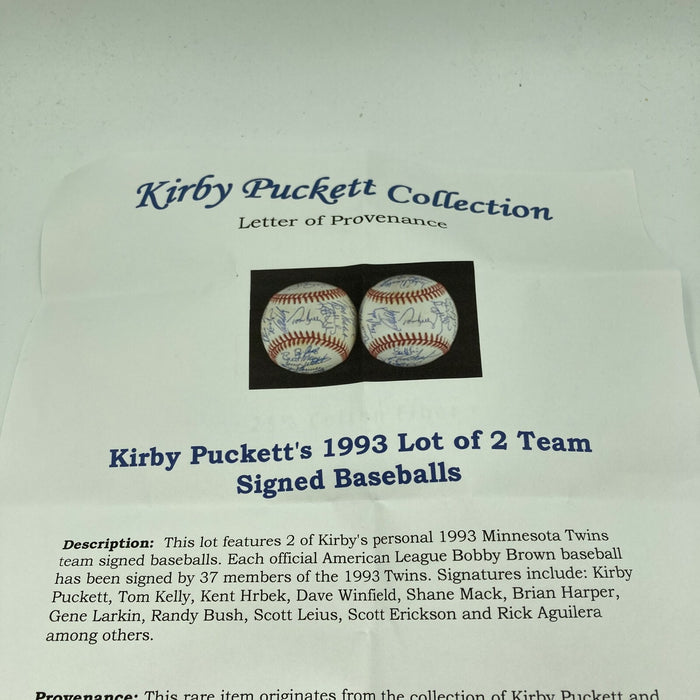 Kirby Puckett Collection
Letter of Provenance
Kirby Puckett's 1993 Lot of 2 Team
Signed Baseballs
Description: This lot features 2 of Kirby's personal 1993 Minnesota Twins
team signed baseballs. Each official American League Bobby Brown baseball
has been signed by 37 members of the 1993 Twins. Signatures include: Kirby
Puckett, Tom Kelly, Kent Hrbek, Dave Winfield, Shane Mack, Brian Harper,
Gene Larkin, Randy Bush, Scott Leius, Scott Erickson and Rick Aguilera
among others.
Provenance: This rare item originates from the collection of Kirby Puckett and